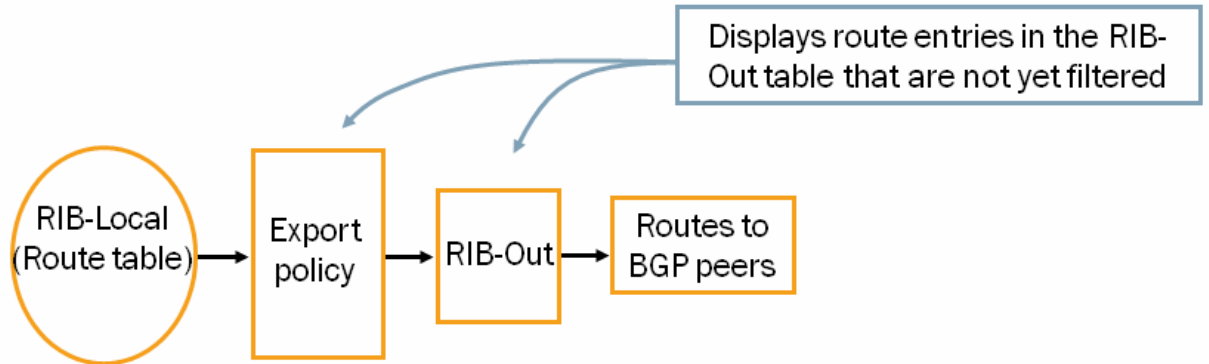 Displays route entries in the RIB-
Out table that are not yet filtered
RIB-Local
(Route table)
Export
policy
RIB-Out
Routes to
BGP peers